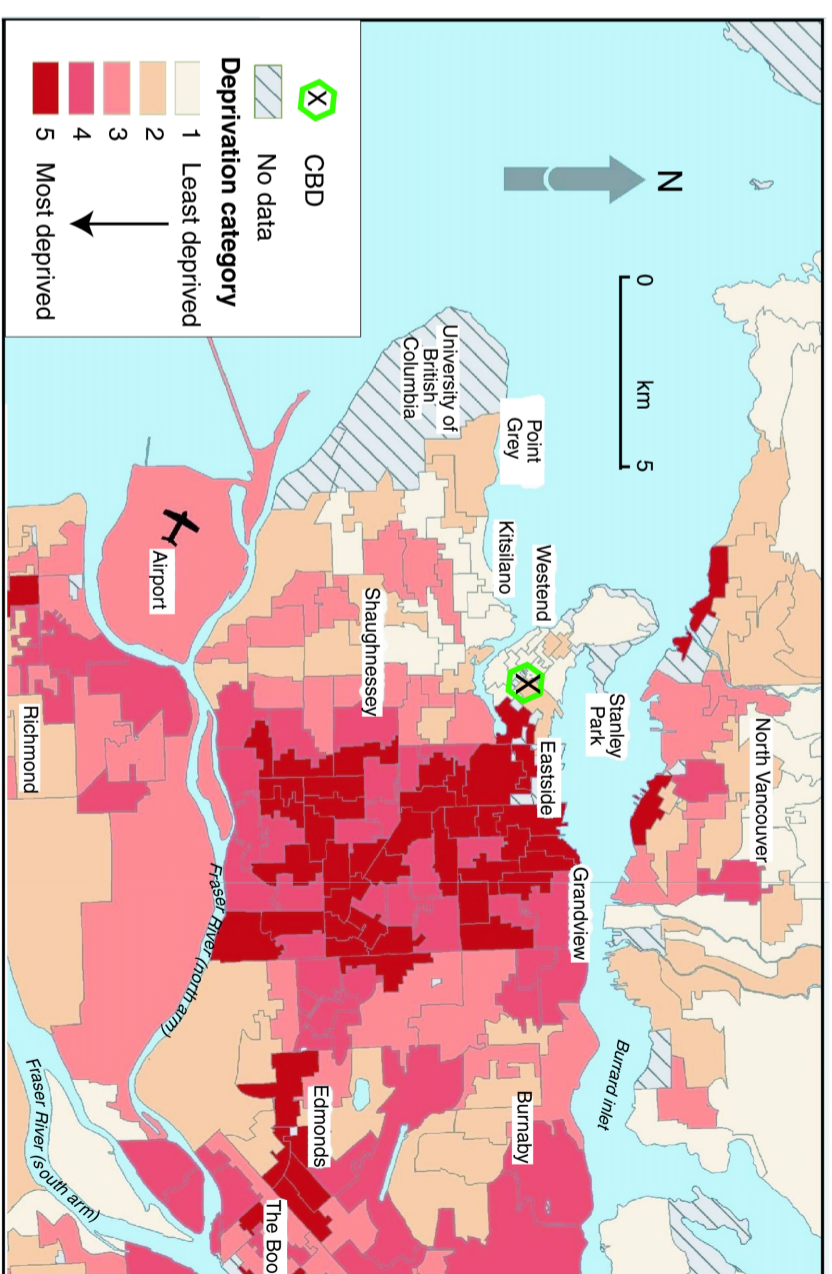 N
0 km 5
North Vancouver
Stanley
Park
Burrard inlet
Westend
Eastside
Grandview
Point
Grey
Kitsilano
X
Burnaby
University of
British
Columbia
Shaughnessey
Edmonds
The Boo
Airport
Fraser River (north arm)
Richmond
Fraser River (south arm)
X CBD
No data
Deprivation category
1 Least deprived
2
3
4
5 Most deprived